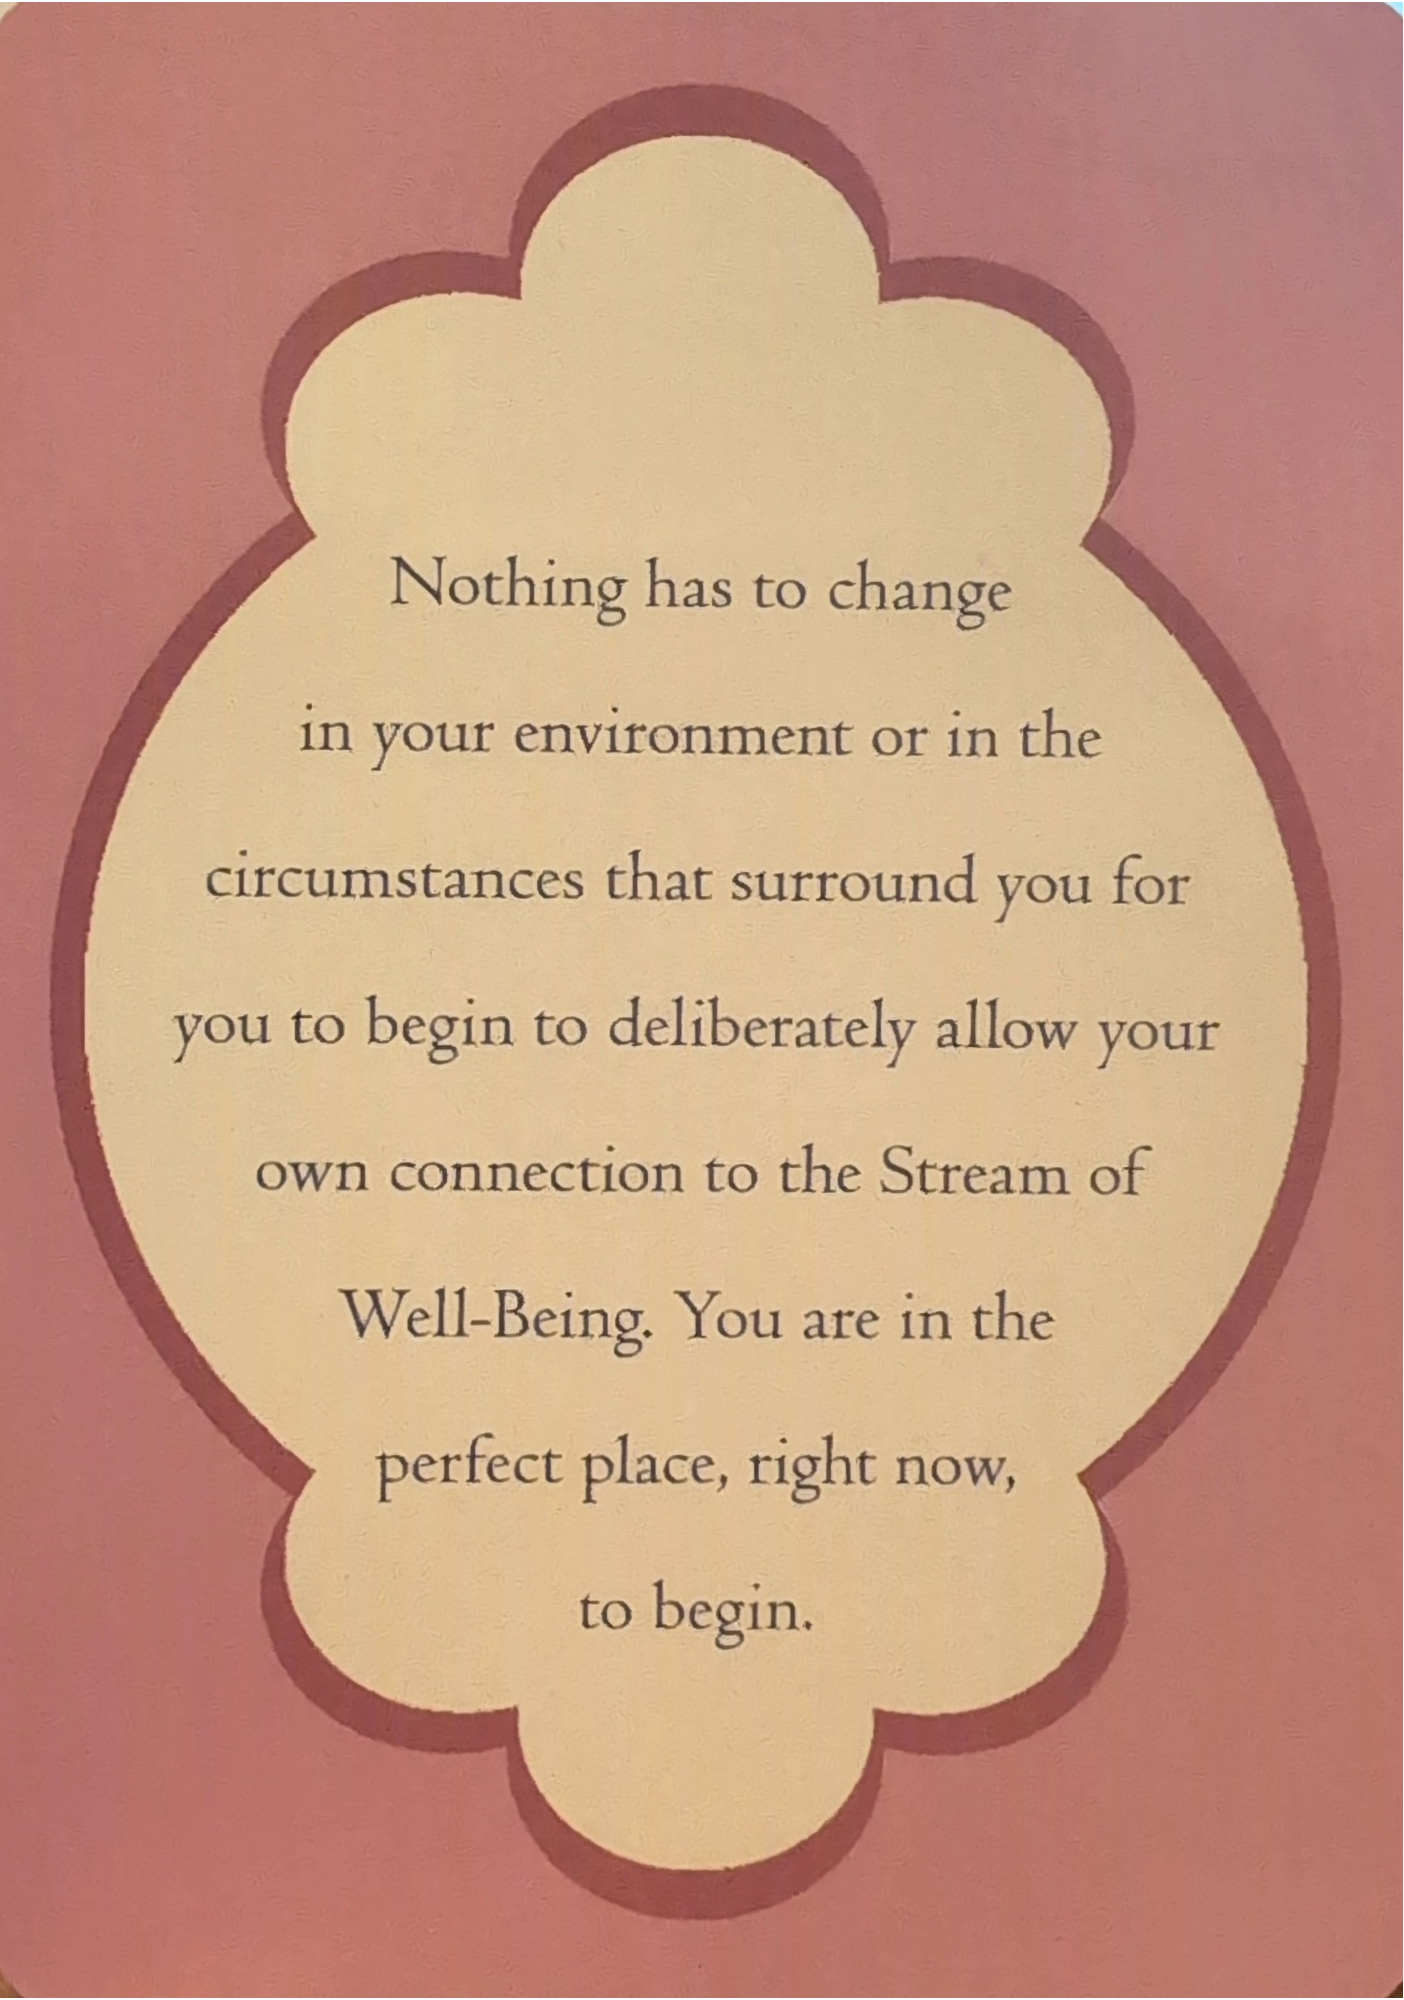 Nothing has to change
in your environment or in the
circumstances that surround you for
you to begin to deliberately allow your
own connection to the Stream of
Well-Being. You are in the
perfect place, right now,
to begin.